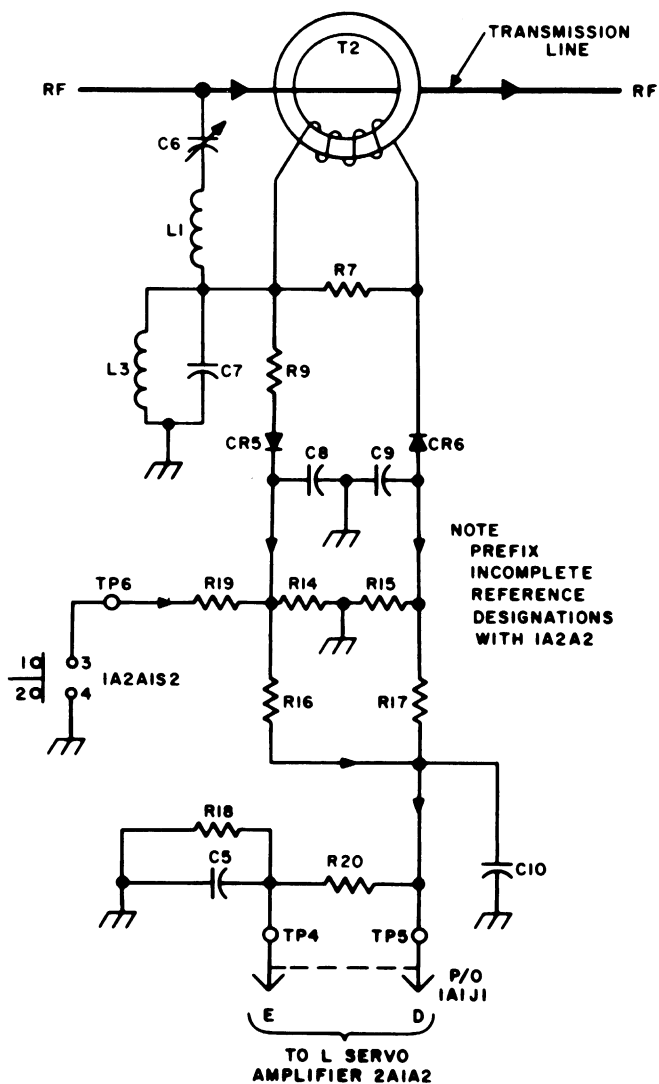 T2
TRANSMISSION
LINE
RF
RF
C6
L1
R7
L3
C7
R9
CR5
C8
C9
CR6
NOTE
PREFIX
INCOMPLETE
REFERENCE
DESIGNATIONS
WITH 1A2A2
TP6
R19
R14
R15
1
3
2
4
1A2A1S2
R16
R17
R18
C5
R20
C10
TP4
TP5
P/O
1A1J1
E
D
TO L SERVO
AMPLIFIER 2A1A2